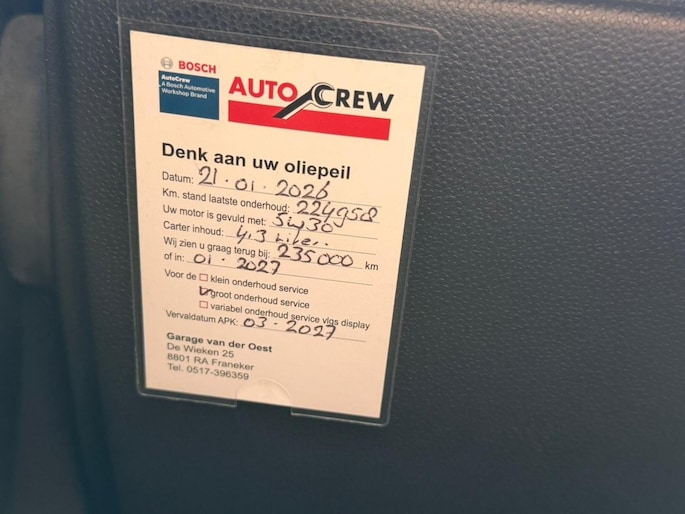 BOSCH
AutoCrew
A Bosch Automotive
Workshop Brand
AUTO CREW
Denk aan uw oliepeil
Datum: 21.01.2026
Km. stand laatste onderhoud: 224958
Uw motor is gevuld met: 5w30
Carter inhoud: 4,3 liter..
Wij zien u graag terug bij: 235000 km
of in: 01.2027
Voor de klein onderhoud service
groot onderhoud service
variabel onderhoud service vlgs display
Vervaldatum APK: 03.2027
Garage van der Oest
De Wieken 25
8801 RA Franeker
Tel. 0517-396359